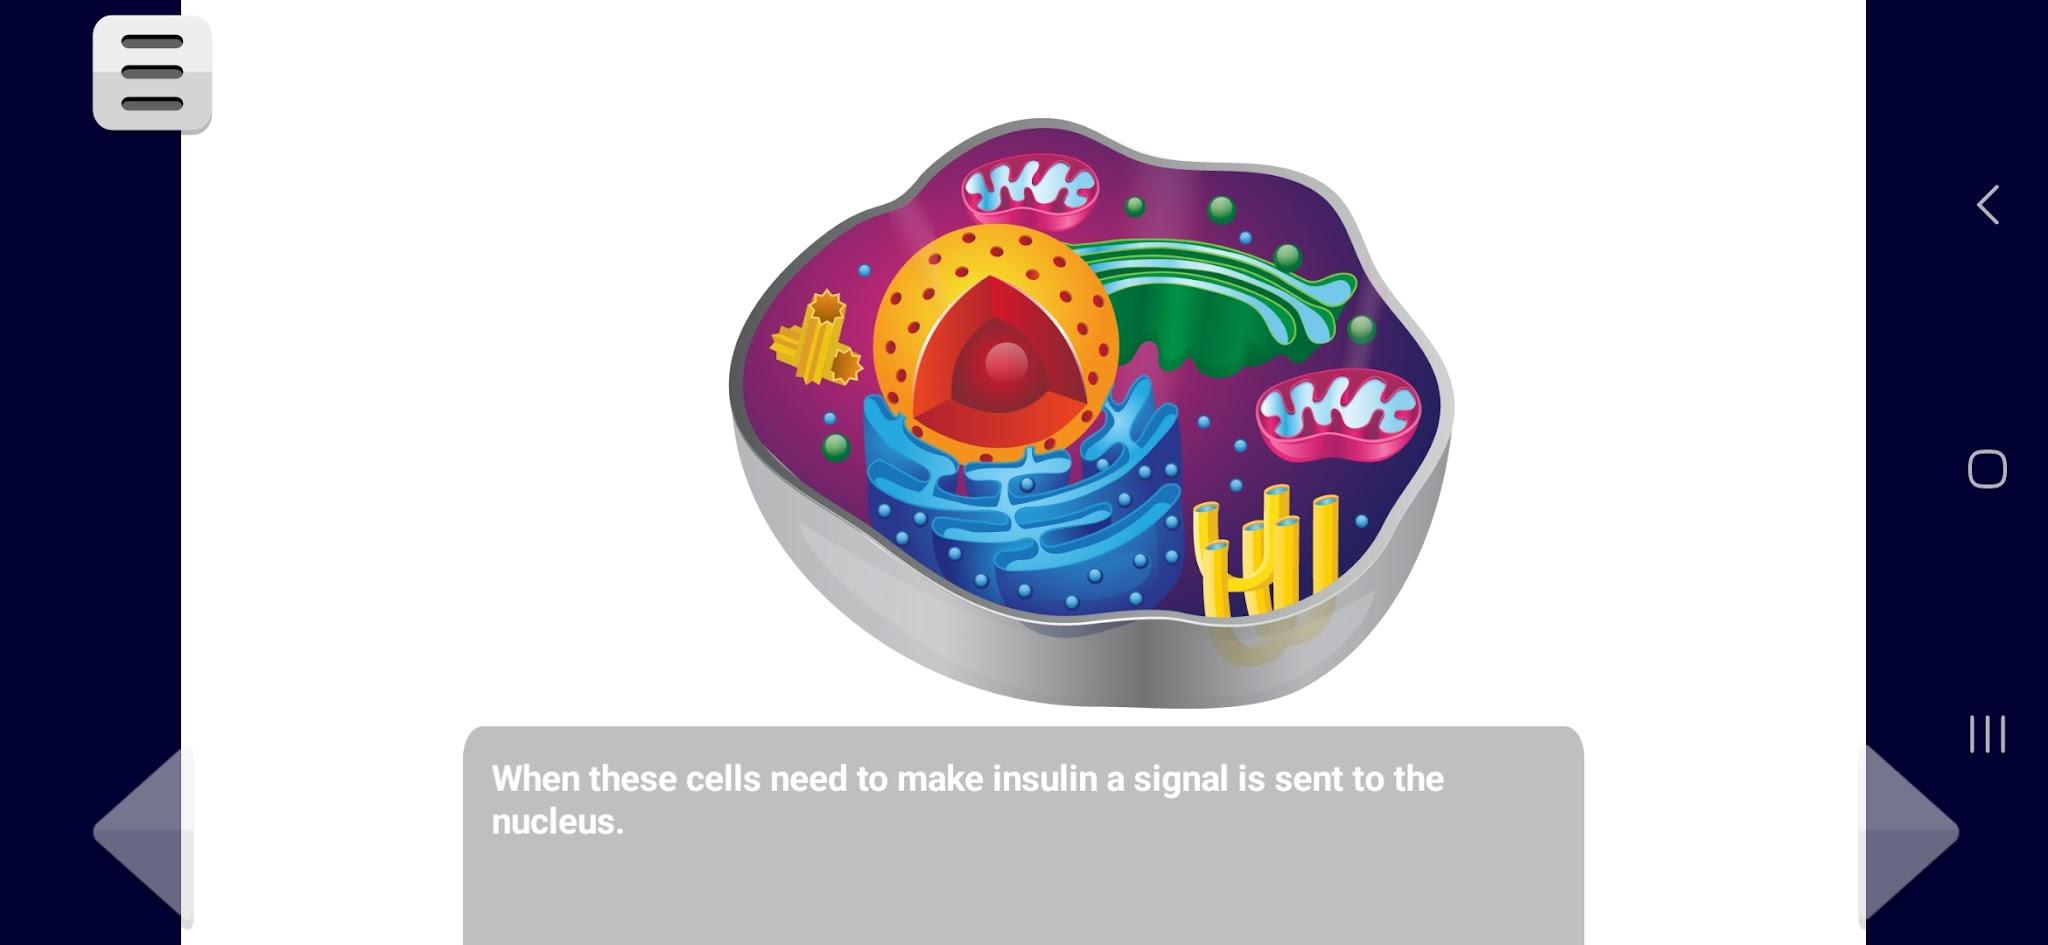 When these cells need to make insulin a signal is sent to the
nucleus.